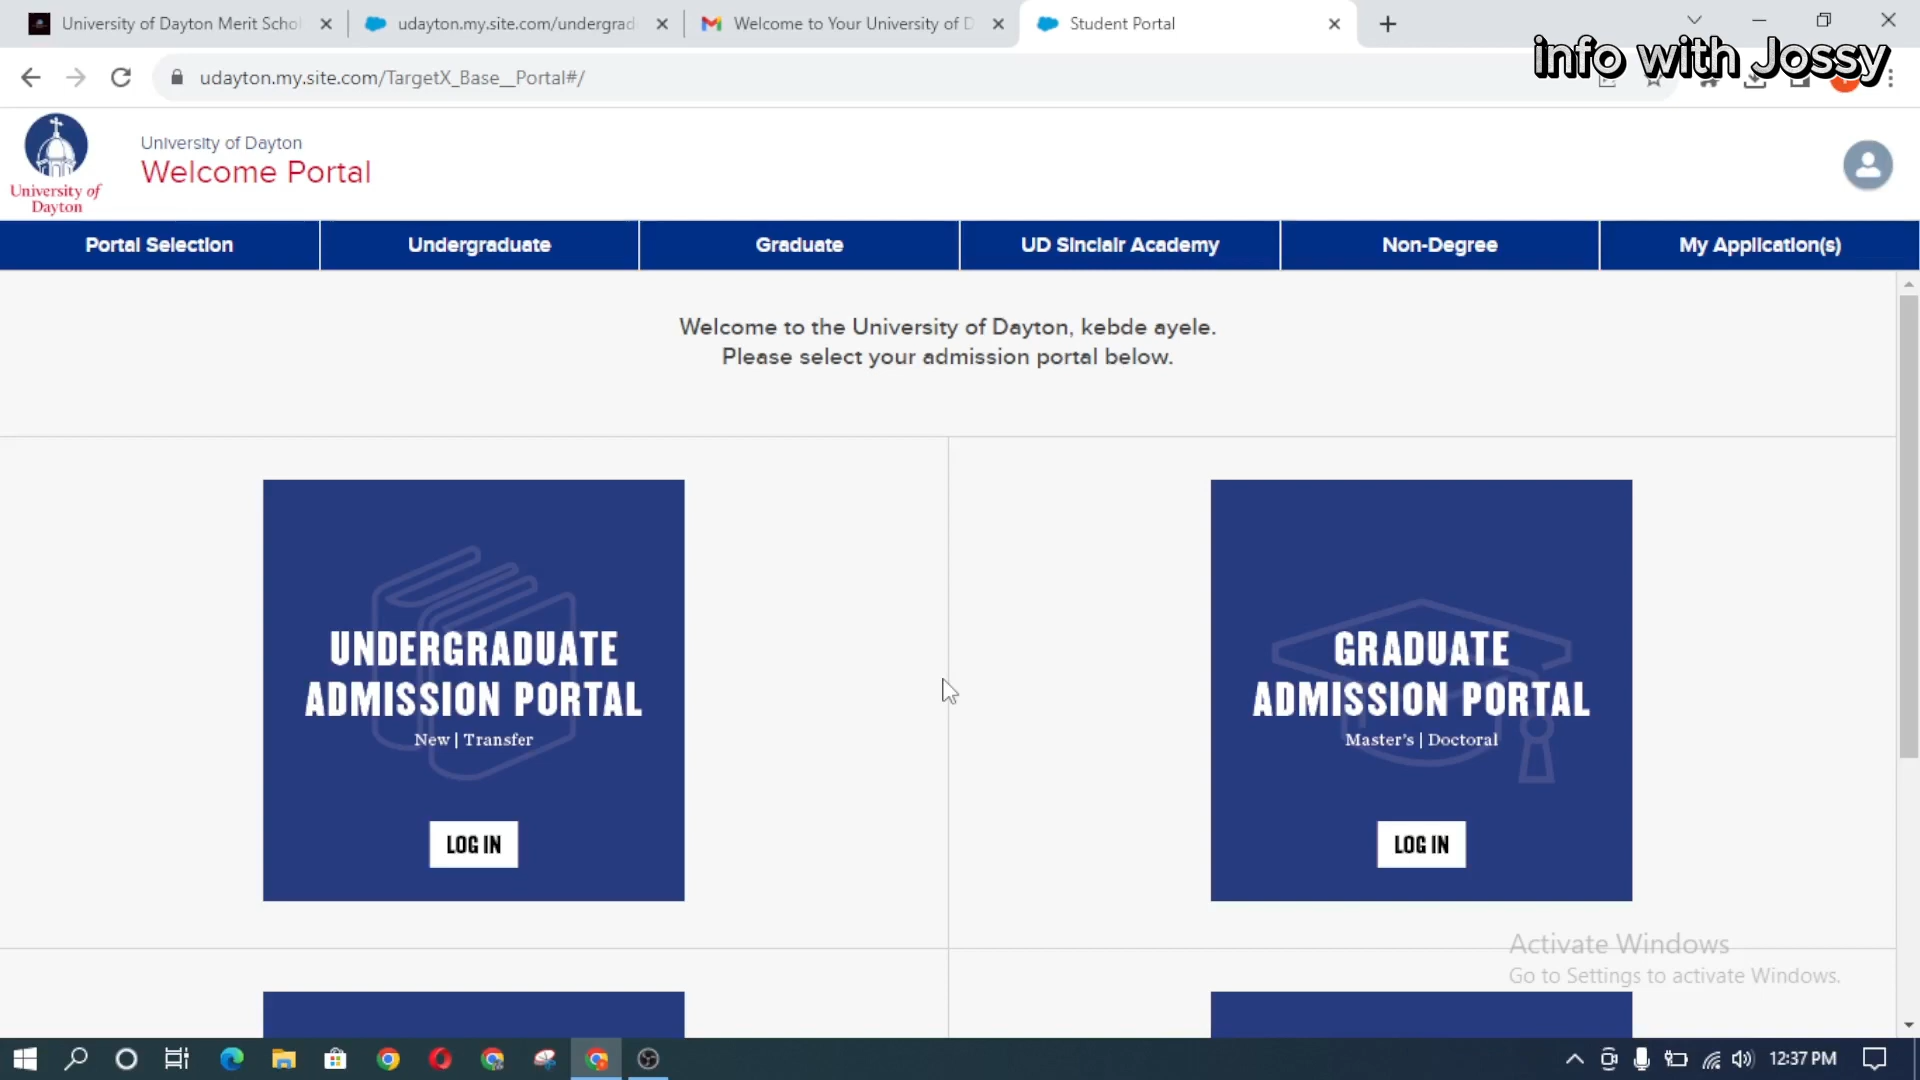 University of Dayton Merit Schol
udayton.my.site.com/undergrad
Welcome to Your University of D
Student Portal
info with Jossy
udayton.my.site.com/TargetX_Base__Portal#/
University of Dayton
Welcome Portal
University of
Dayton
Portal Selection
Undergraduate
Graduate
UD Sinclair Academy
Non-Degree
My Application(s)
Welcome to the University of Dayton, kebde ayele.
Please select your admission portal below.
UNDERGRADUATE
ADMISSION PORTAL
New | Transfer
LOG IN
GRADUATE
ADMISSION PORTAL
Master's | Doctoral
LOG IN
Activate Windows
Go to Settings to activate Windows.
12:37 PM